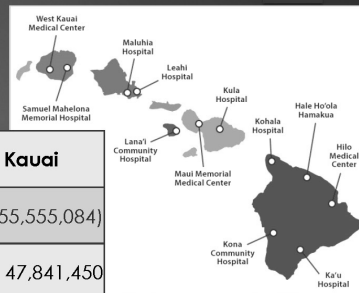 West Kauai
Medical Center
Maluhia
Hospital
Leahi
Hospital
Samuel Mahelona
Memorial Hospital
Kula
Hospital
Hale Ho'ola
Hamakua
Kohala
Hospital
Hilo
Medical
Center
Lana'i
Community
Hospital
Maui Memorial
Medical Center
Kona
Community
Hospital
Ka'u
Hospital
Kauai
55,555,084)
47,841,450